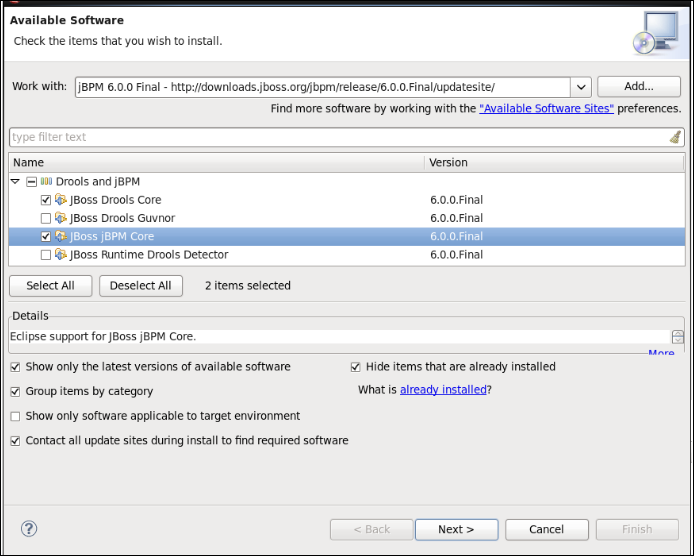 Available Software
Check the items that you wish to install.
Work with: jBPM 6.0.0 Final - http://downloads.jboss.org/jbpm/release/6.0.0.Final/updatesite/ Add...
Find more software by working with the "Available Software Sites" preferences.
type filter text
Name Version
Drools and jBPM
JBoss Drools Core 6.0.0.Final
JBoss Drools Guvnor 6.0.0.Final
JBoss jBPM Core 6.0.0.Final
JBoss Runtime Drools Detector 6.0.0.Final
Select All Deselect All 2 items selected
Details
Eclipse support for JBoss jBPM Core.
More...
Show only the latest versions of available software Hide items that are already installed
Group items by category What is already installed?
Show only software applicable to target environment
Contact all update sites during install to find required software
? < Back Next > Cancel Finish